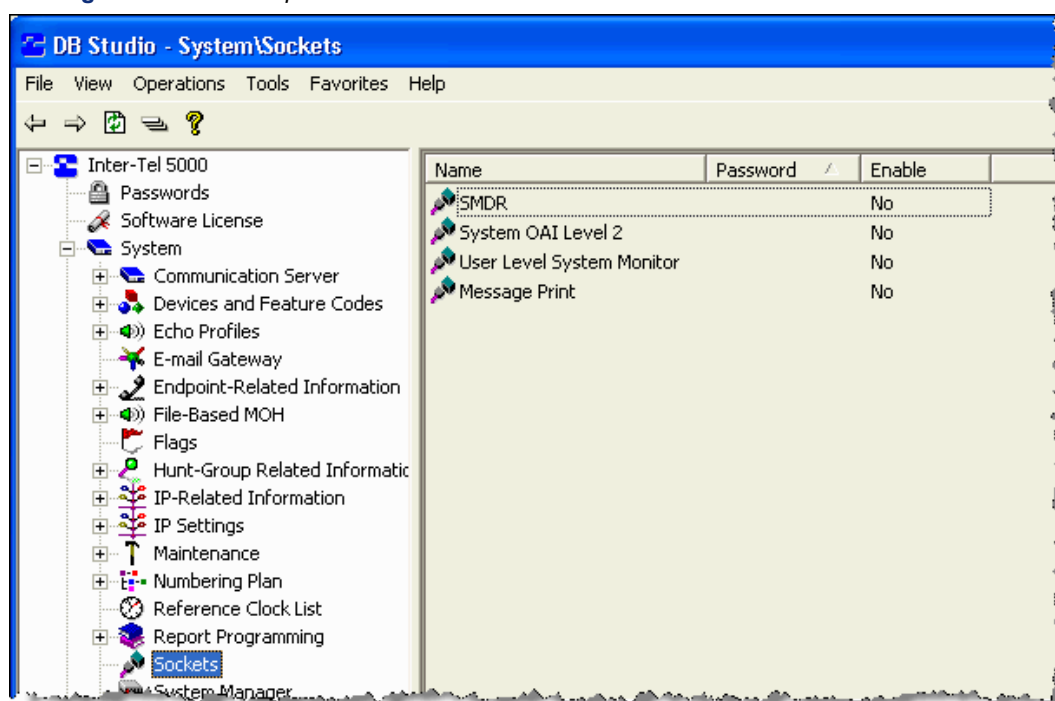 DB Studio - System\Sockets
File View Operations Tools Favorites Help
Inter-Tel 5000
Passwords
Software License
System
Communication Server
Devices and Feature Codes
Echo Profiles
E-mail Gateway
Endpoint-Related Information
File-Based MOH
Flags
Hunt-Group Related Informatic
IP-Related Information
IP Settings
Maintenance
Numbering Plan
Reference Clock List
Report Programming
Sockets
System Manager
Name Password Enable
SMDR No
System OAI Level 2 No
User Level System Monitor No
Message Print No